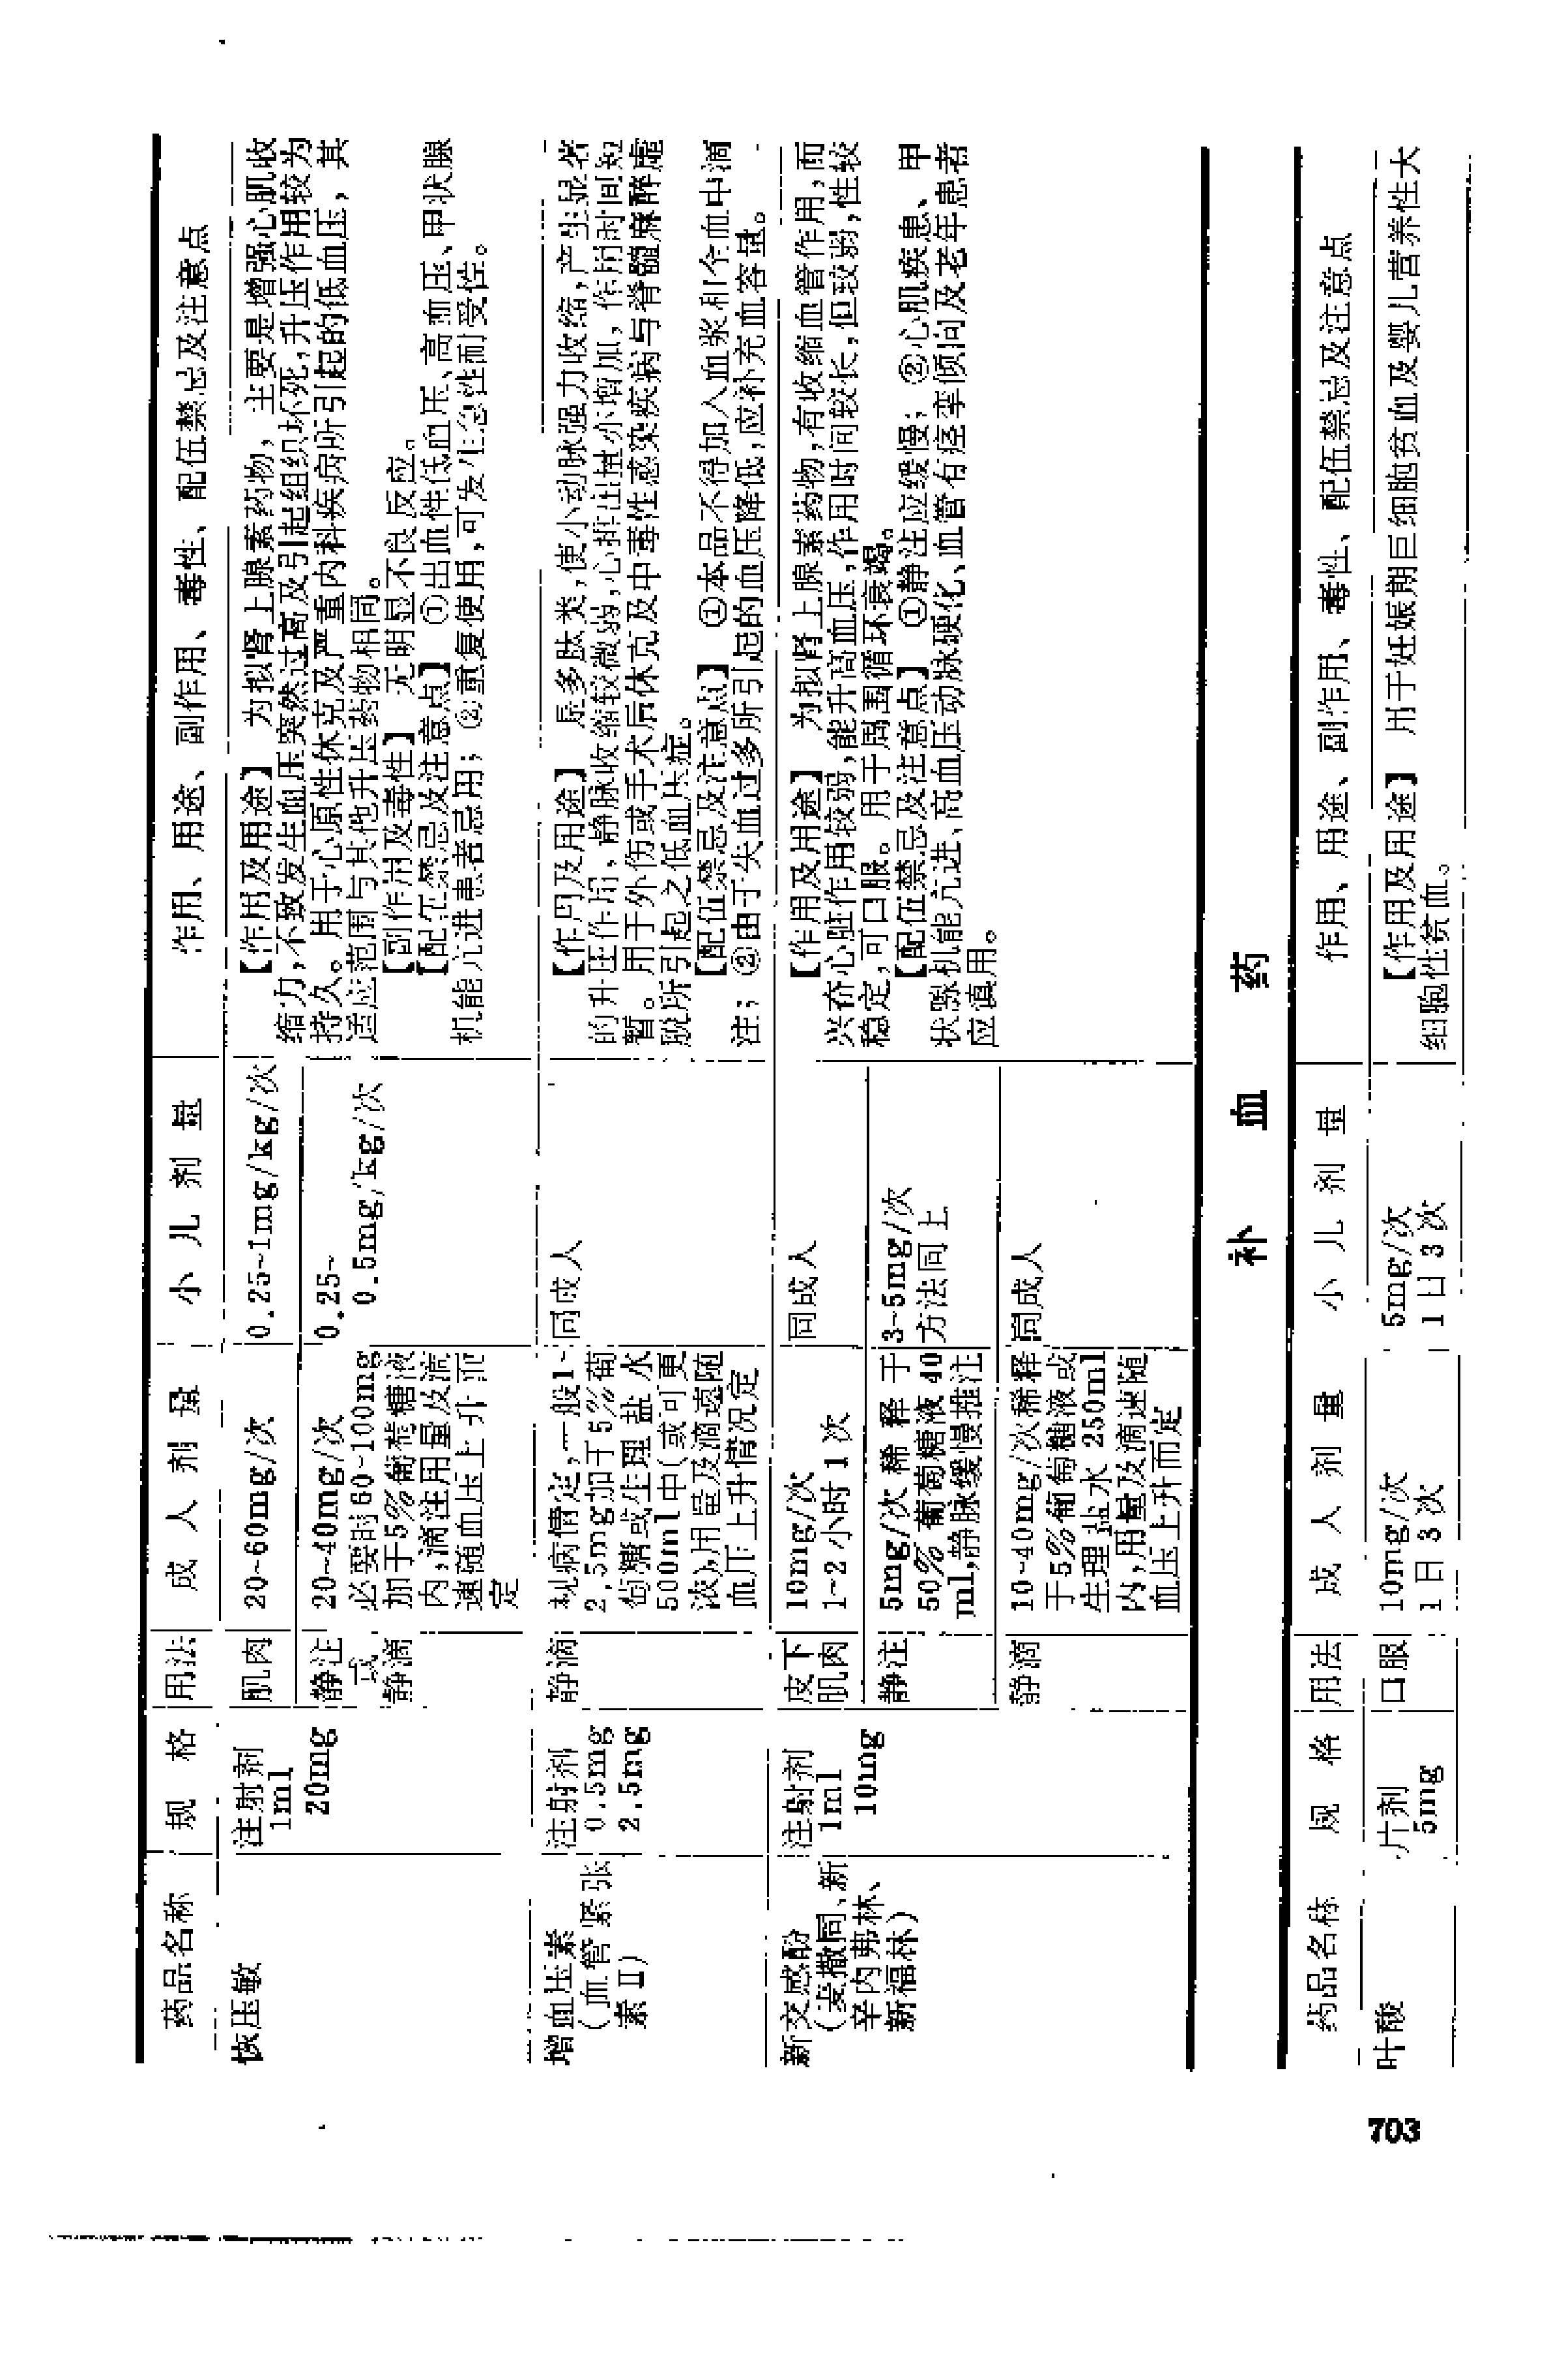 药品名称 规格 用法 成人剂量 小儿剂量 作用、用途、副作用、毒性、配伍禁忌及注意点
恢压敏
注射剂
1ml
20mg
肌肉
20~60mg/次
0.25~1mg/kg/次
静注
或
静滴
20~40mg/次
必要时60~100mg
加于5%葡萄糖液
内,滴注用量及滴
速随血压上升而
定
0.25~
0.5mg/kg/次
【作用及用途】 为拟肾上腺素药物,主要是增强心肌收
缩力,不致发生血压突然过高及引起组织坏死,升压作用较为
持久。用于心原性休克及严重内科疾病所引起的低血压,其
适应范围与其他升压药物相同。
【副作用及毒性】 无明显不良反应。
【配伍禁忌及注意点】 ①出血性低血压、高血压、甲状腺
机能亢进患者忌用;②重复使用,可发生急性耐受性。
增血压素
(血管紧张
素Ⅱ)
注射剂
0.5mg
2.5mg
静滴
视病情定,一般1~
2.5mg加于5%葡
萄糖或生理盐水
500ml中(或可更
浓),用量及滴速随
血压上升情况定
同成人
【作用及用途】 是多肽类,使小动脉强力收缩,产生显著
的升压作用,静脉收缩较微弱,心排出量亦增加,作用时间短
暂。用于外伤或手术后休克及中毒性感染疾病与脊髓麻醉虚
脱所引起之低血压症。
【配伍禁忌及注意点】 ①本品不得加入血浆和全血中滴
注;②由于失血过多所引起的血压降低,应补充血容量。
新交感酚
(麦撒同、新
辛内弗林、
新福林)
注射剂
1ml
10mg
皮下
肌肉
10mg/次
1~2小时1次
同成人
静注
5mg/次稀释于
50%葡萄糖液40
ml,静脉缓慢推注
3~5mg/次
方法同上
静滴
10~40mg/次稀释
于5%葡萄糖液或
生理盐水250ml
内,用量及滴速随
血压上升而定
同成人
【作用及用途】 为拟肾上腺素药物,有收缩血管作用,而
兴奋心脏作用较弱,能升高血压,作用时间较长,但较弱,性较
稳定,可口服。用于周围循环衰竭。
【配伍禁忌及注意点】 ①静注应缓慢;②心肌疾患、甲
状腺机能亢进、高血压动脉硬化、血管有痉挛倾向及老年患者
应慎用。
补血药
药品名称 规格 用法 成人剂量 小儿剂量 作用、用途、副作用、毒性、配伍禁忌及注意点
叶酸
片剂
5mg
口服
10mg/次
1日3次
5mg/次
1日3次
【作用及用途】 用于妊娠期巨细胞贫血及婴儿营养性大
细胞性贫血。
703